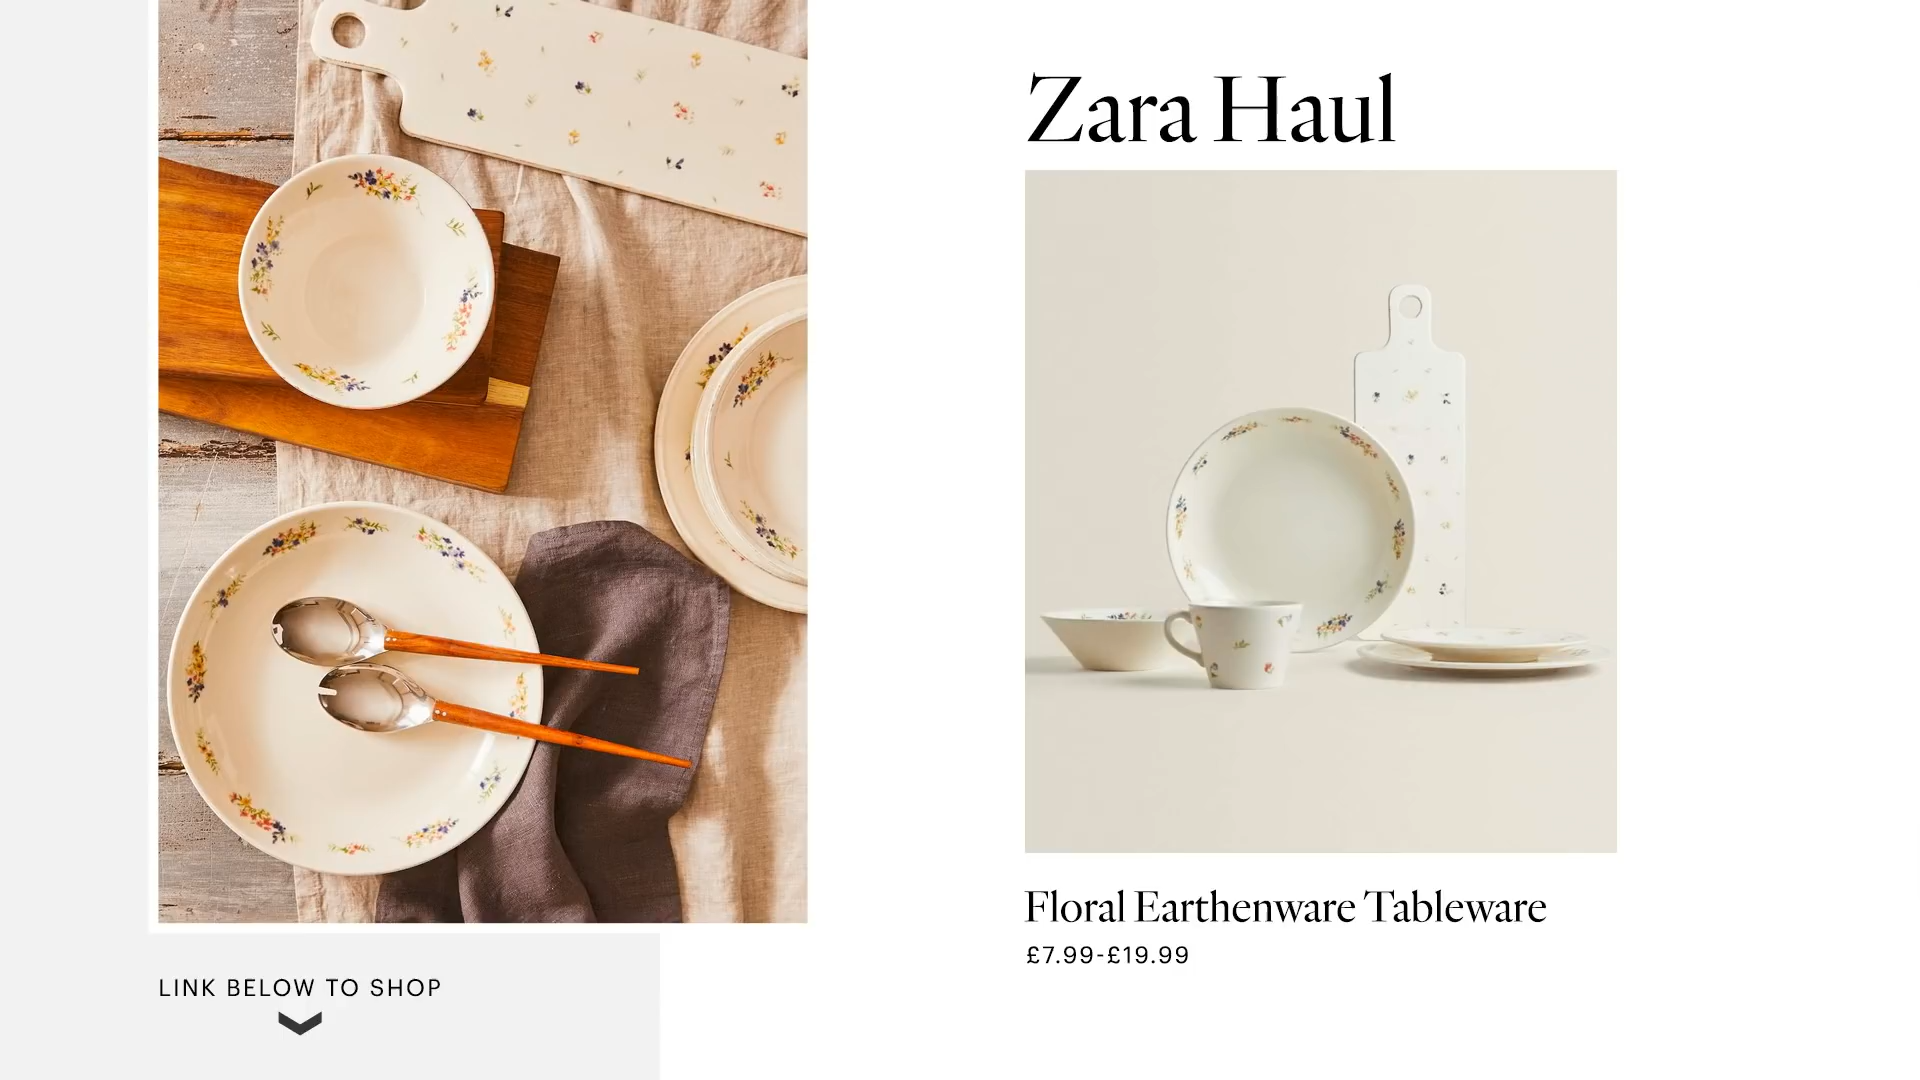 Zara Haul
Floral Earthenware Tableware
£7.99-£19.99
LINK BELOW TO SHOP